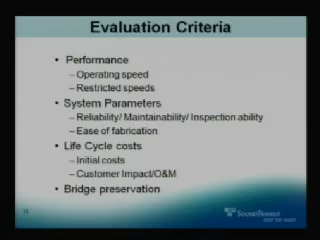 Evaluation Criteria
• Performance
– Operating speed
– Restricted speeds
• System Parameters
– Reliability/ Maintainability/ Inspection ability
– Ease of fabrication
• Life Cycle costs
– Initial costs
– Customer Impact/O&M
• Bridge preservation
SOUNDTRANSIT